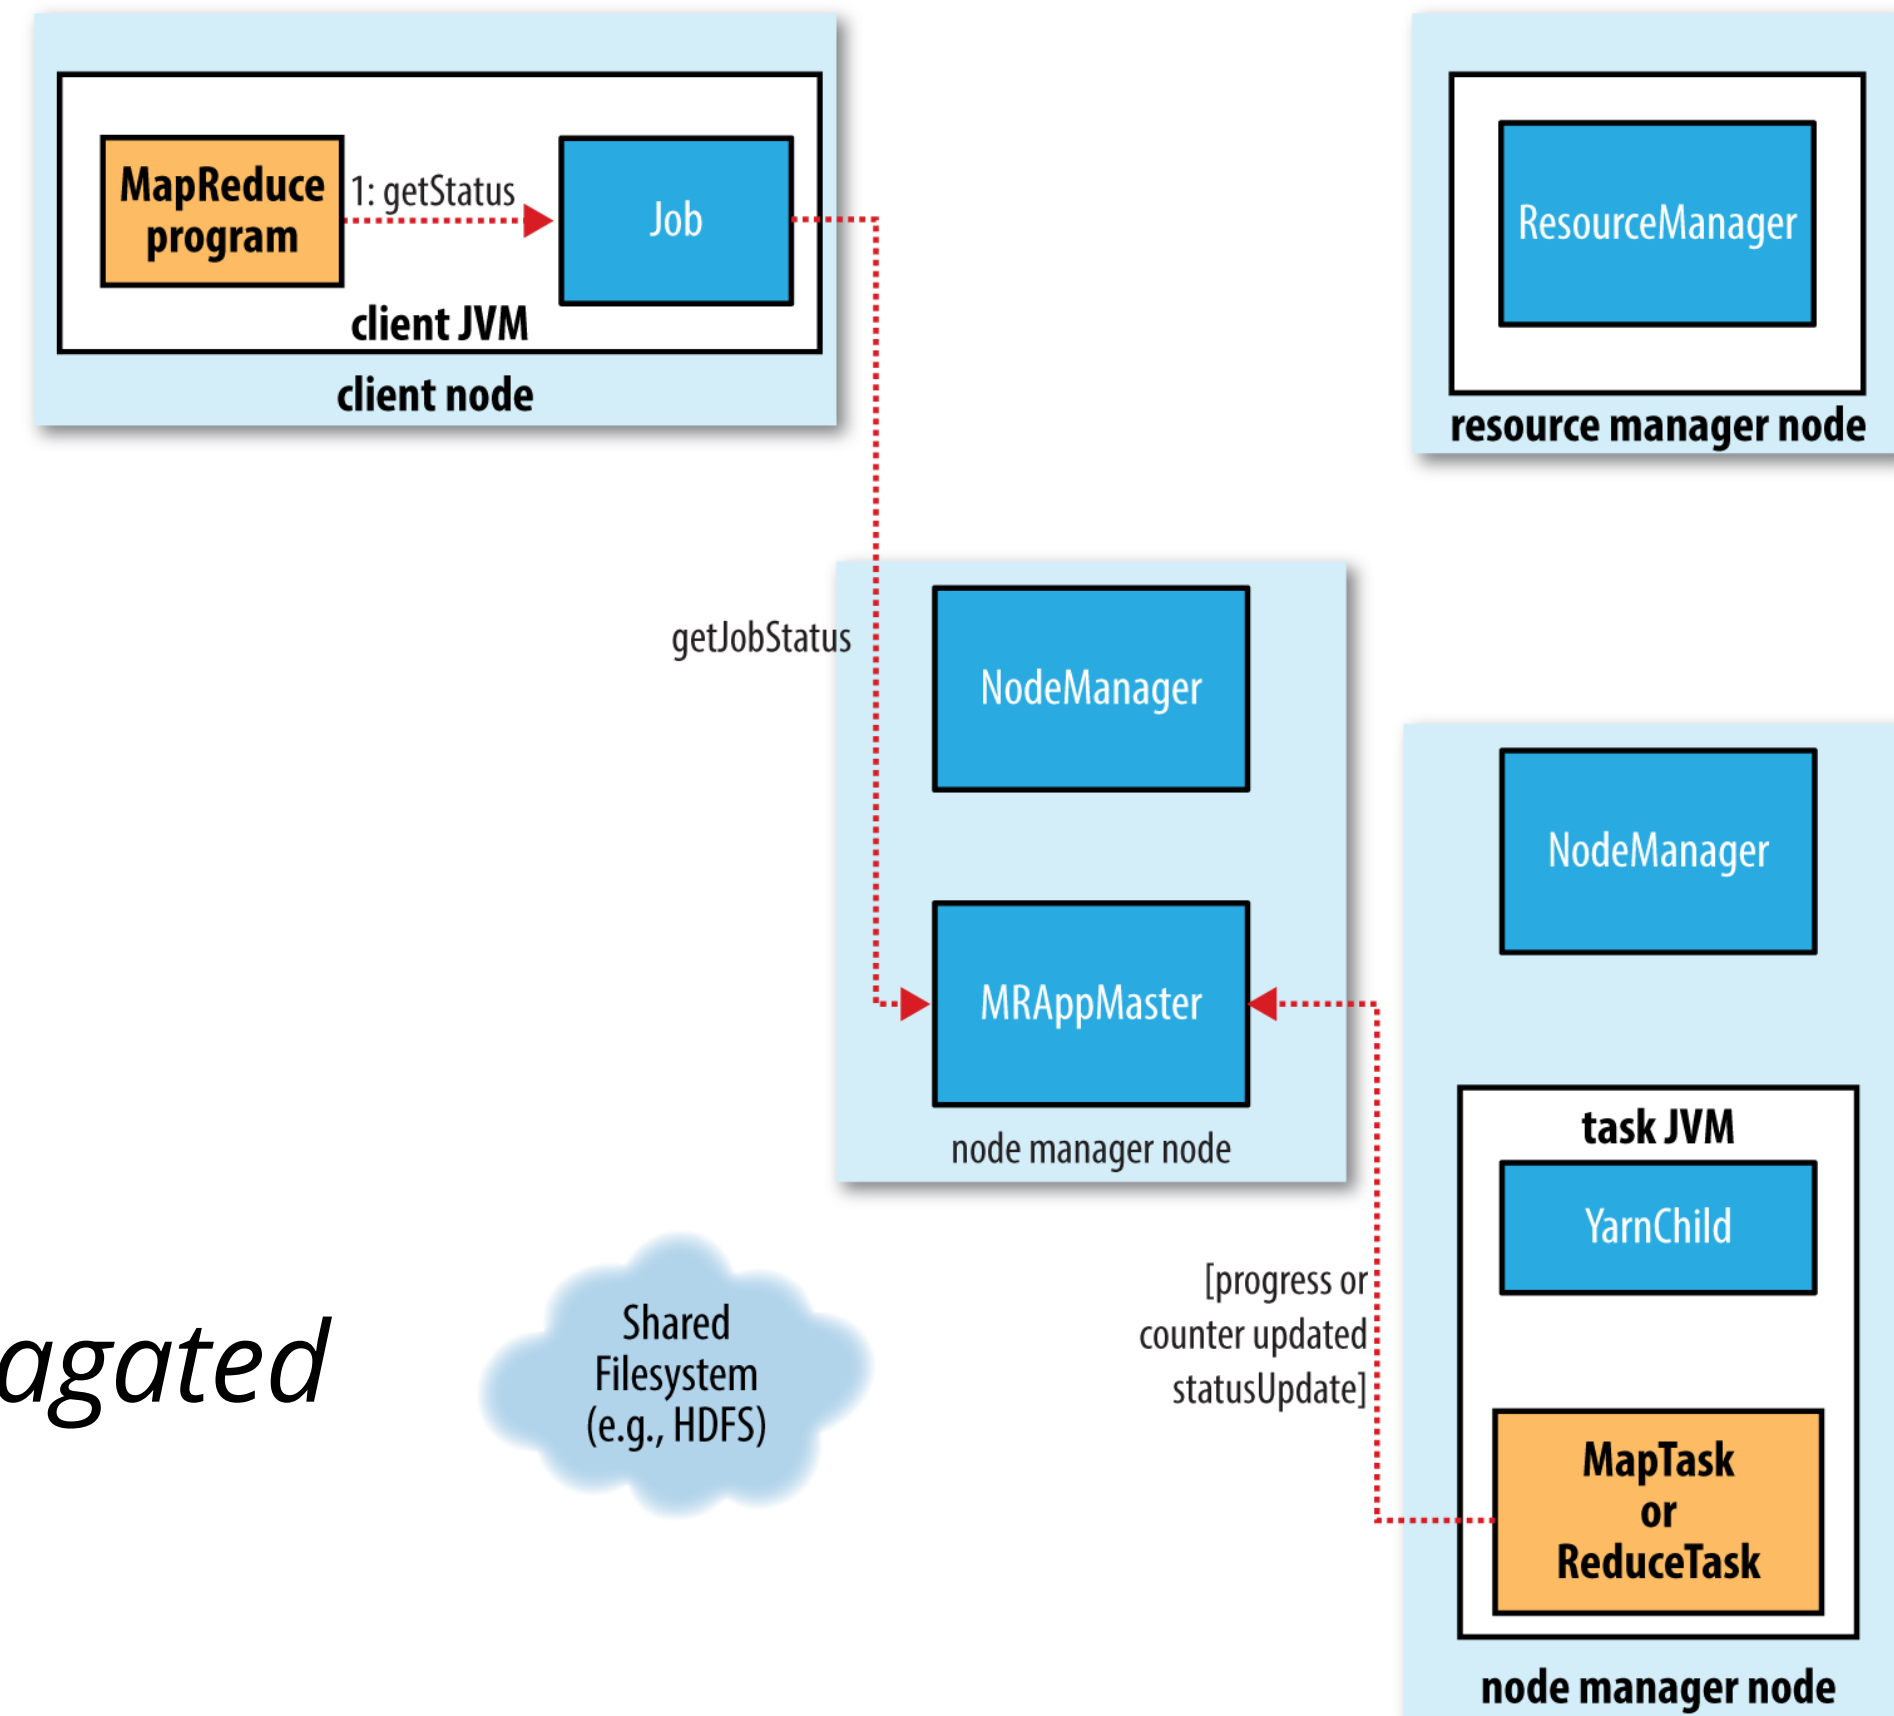 MapReduce
program
1: getStatus
Job
client JVM
client node
ResourceManager
resource manager node
getJobStatus
NodeManager
MRAppMaster
node manager node
NodeManager
task JVM
YarnChild
MapTask
or
ReduceTask
node manager node
[progress or
counter updated
statusUpdate]
agated
Shared
Filesystem
(e.g., HDFS)